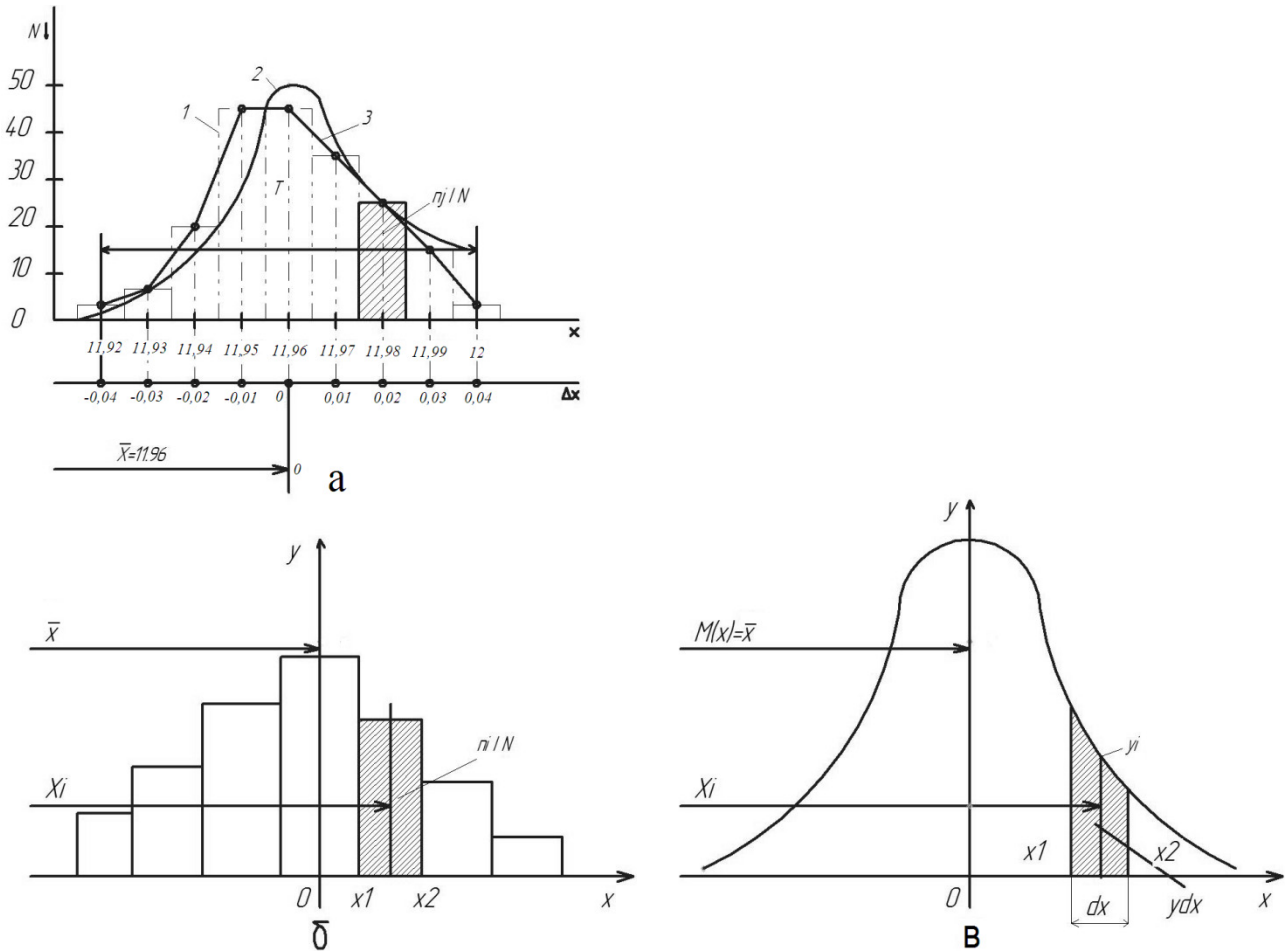 N
50
40
30
20
10
0
1
2
3
T
nj / N
x
11,92 11,93 11,94 11,95 11,96 11,97 11,98 11,99 12
-0,04 -0,03 -0,02 -0,01 0 0,01 0,02 0,03 0,04
Δx
x̅=11.96
0
а
y
x̅
ni / N
Xi
0 x1 x2 x
б
y
M(x)=x̅
yi
Xi
x1 x2
0 dx ydx x
в